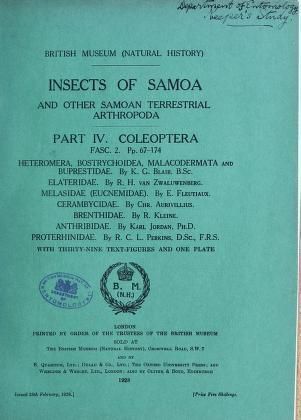 Department of Entomology
Keeper's Study.
BRITISH MUSEUM (NATURAL HISTORY)
INSECTS OF SAMOA
AND OTHER SAMOAN TERRESTRIAL
ARTHROPODA
PART IV. COLEOPTERA
FASC. 2. Pp. 67-174
HETEROMERA, BOSTRYCHOIDEA, MALACODERMATA AND
BUPRESTIDAE. By K. G. BLAIR, B.Sc.
ELATERIDAE. By R. H. VAN ZWALUWENBERG.
MELASIDAE (EUCNEMIDAE). By E. FLEUTIAUX.
CERAMBYCIDAE. By CHR. AURIVILLIUS.
BRENTHIDAE. By R. KLEINE.
ANTHRIBIDAE. By KARL JORDAN, PH.D.
PROTERHINIDAE. By R. C. L. PERKINS, D.Sc., F.R.S.
WITH THIRTY-NINE TEXT-FIGURES AND ONE PLATE
B. M.
(N.H.)
LONDON
PRINTED BY ORDER OF THE TRUSTEES OF THE BRITISH MUSEUM
SOLD AT
THE BRITISH MUSEUM (NATURAL HISTORY), CROMWELL ROAD, S.W.7
AND BY
B. QUARITCH, LTD.; DULAU & CO., LTD.; THE OXFORD UNIVERSITY PRESS; AND
WHELDON & WESLEY, LTD., LONDON; ALSO BY OLIVER & BOYD, EDINBURGH
1928
Issued 25th February, 1928.]
[Price Five Shillings.